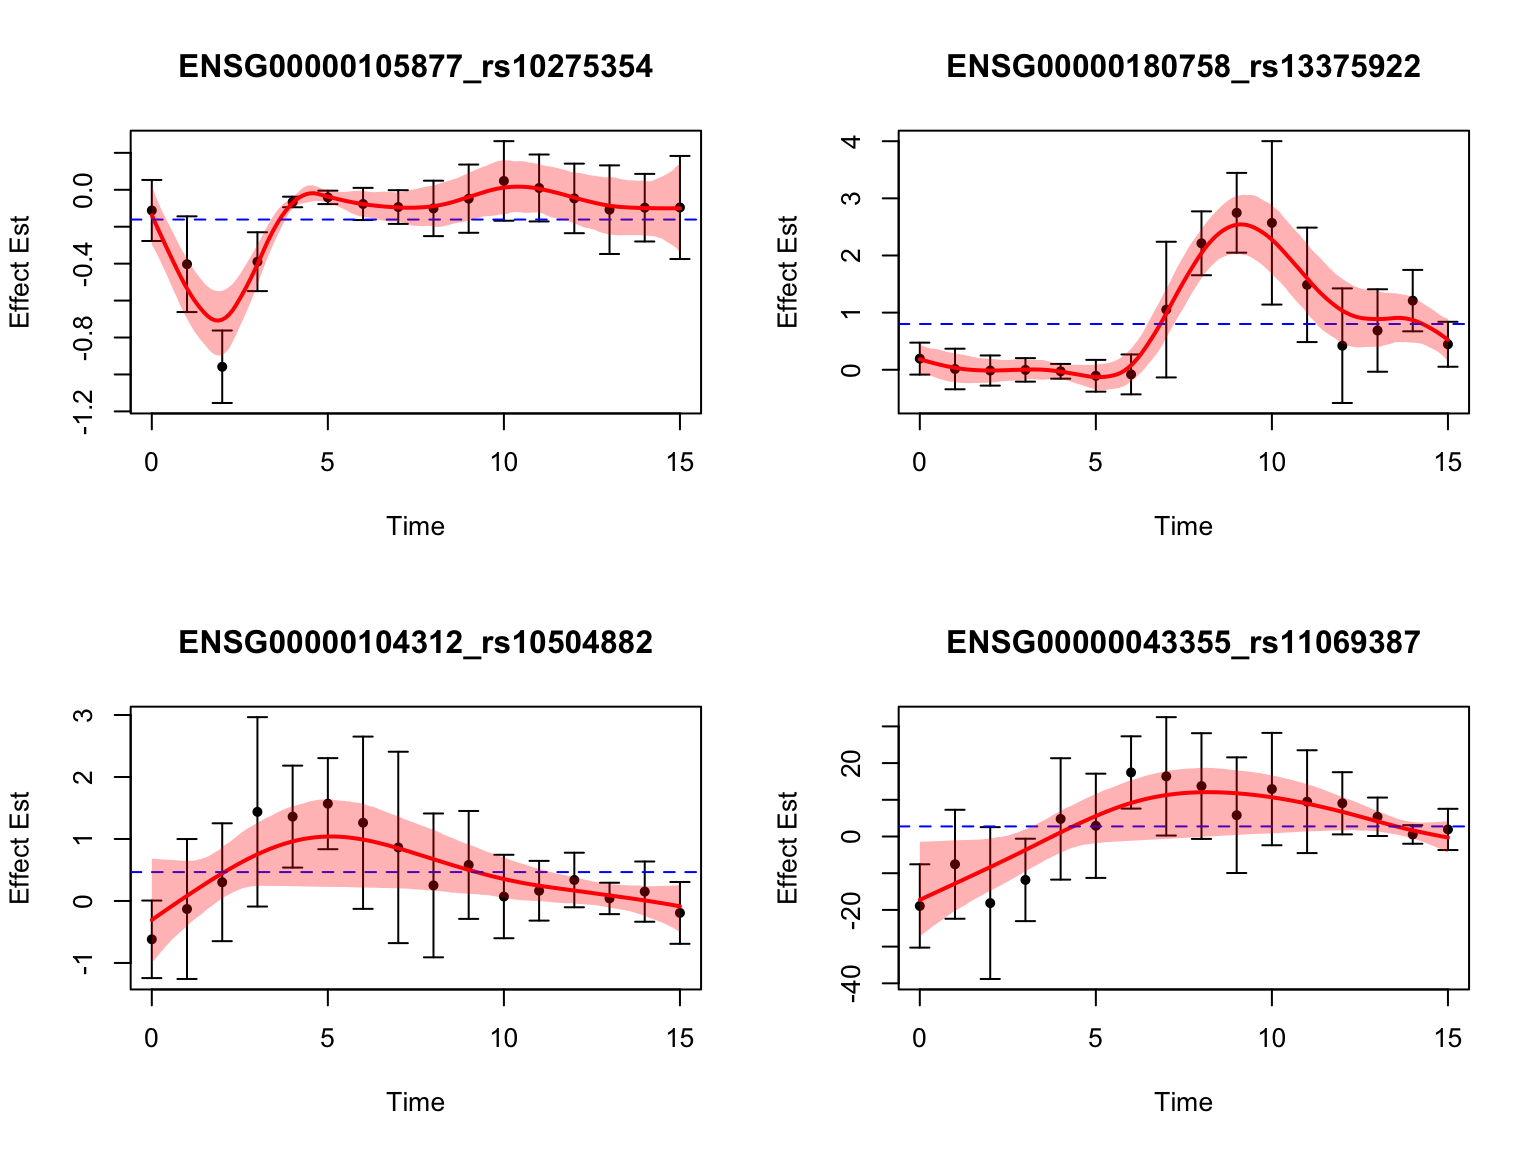 ENSG00000105877_rs10275354
Effect Est
0.0
-0.4
-0.8
-1.2
0 5 10 15
Time
ENSG00000180758_rs13375922
Effect Est
4
3
2
1
0
0 5 10 15
Time
ENSG00000104312_rs10504882
Effect Est
3
2
1
0
-1
0 5 10 15
Time
ENSG00000043355_rs11069387
Effect Est
20
0
-20
-40
0 5 10 15
Time